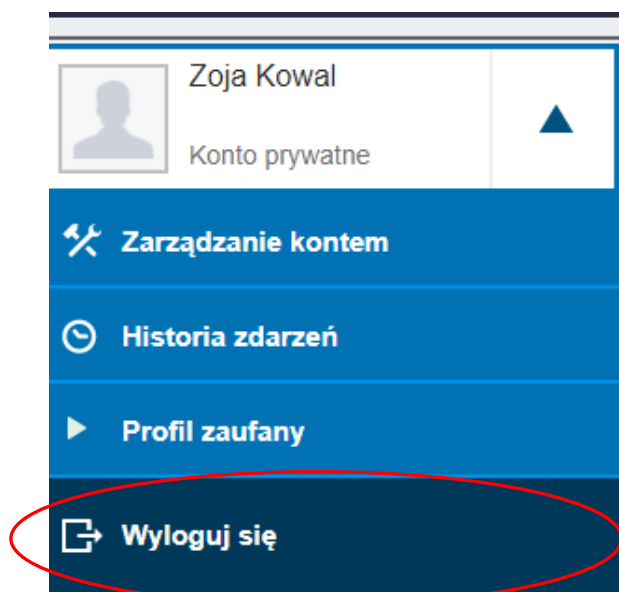 Zoja Kowal
Konto prywatne
Zarządzanie kontem
Historia zdarzeń
Profil zaufany
Wyloguj się